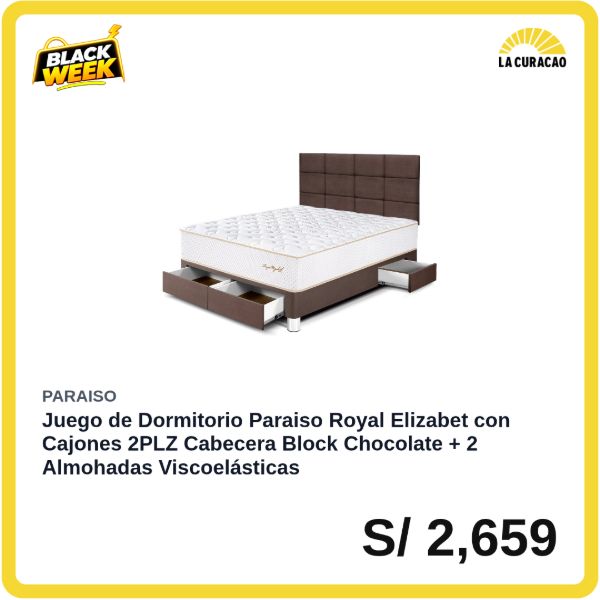 BLACK
WEEK
LA CURACAO
PARAISO
Juego de Dormitorio Paraiso Royal Elizabet con
Cajones 2PLZ Cabecera Block Chocolate + 2
Almohadas Viscoelásticas
S/ 2,659